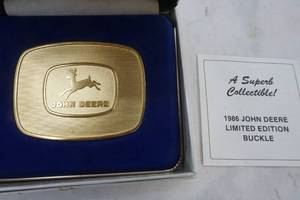 JOHN DEERE
A Superb
Collectible!
1986 JOHN DEERE
LIMITED EDITION
BUCKLE